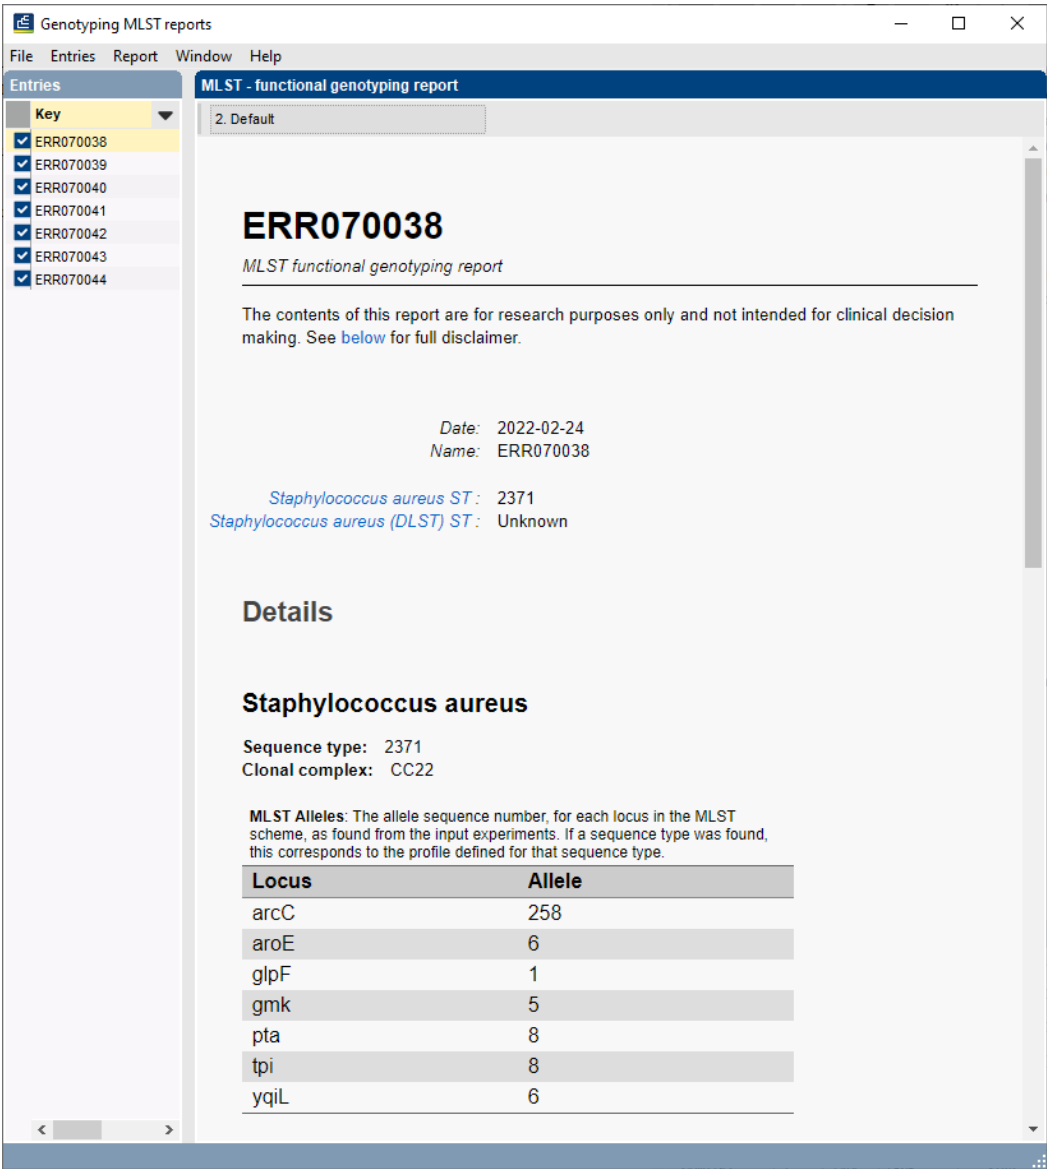 Genotyping MLST reports
File Entries Report Window Help
Entries
Key
ERR070038
ERR070039
ERR070040
ERR070041
ERR070042
ERR070043
ERR070044
MLST - functional genotyping report
2. Default
ERR070038
MLST functional genotyping report
The contents of this report are for research purposes only and not intended for clinical decision
making. See below for full disclaimer.
Date: 2022-02-24
Name: ERR070038
Staphylococcus aureus ST : 2371
Staphylococcus aureus (DLST) ST : Unknown
Details
Staphylococcus aureus
Sequence type: 2371
Clonal complex: CC22
MLST Alleles: The allele sequence number, for each locus in the MLST
scheme, as found from the input experiments. If a sequence type was found,
this corresponds to the profile defined for that sequence type.
Locus Allele
arcC 258
aroE 6
glpF 1
gmk 5
pta 8
tpi 8
yqiL 6